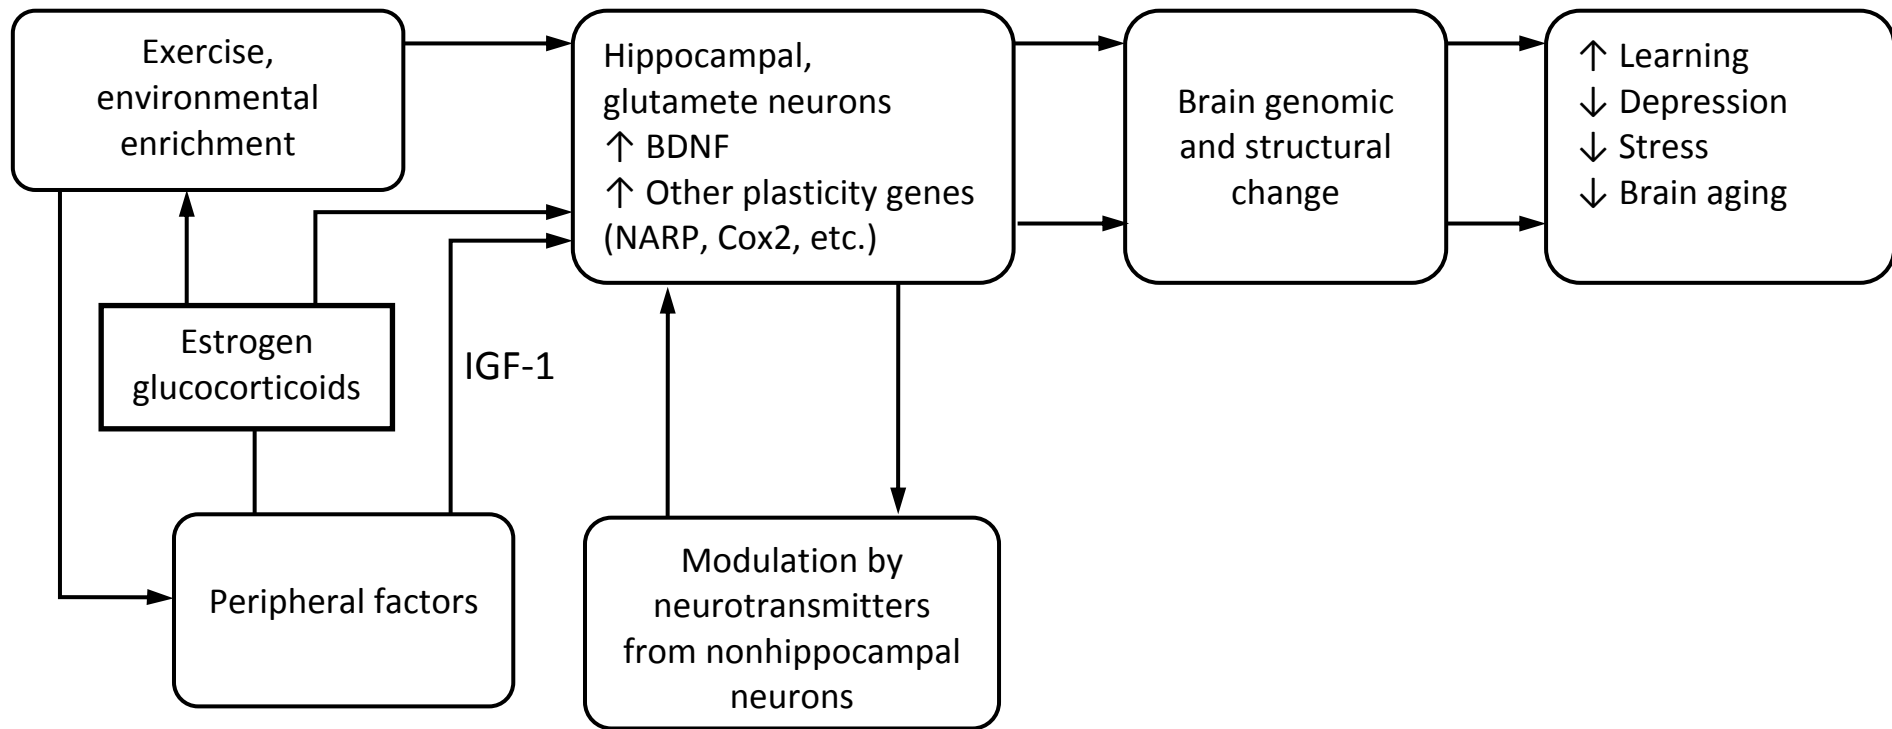 Exercise,
environmental
enrichment
Hippocampal,
glutamete neurons
↑ BDNF
↑ Other plasticity genes
(NARP, Cox2, etc.)
Brain genomic
and structural
change
↑ Learning
↓ Depression
↓ Stress
↓ Brain aging
Estrogen
glucocorticoids
IGF-1
Peripheral factors
Modulation by
neurotransmitters
from nonhippocampal
neurons